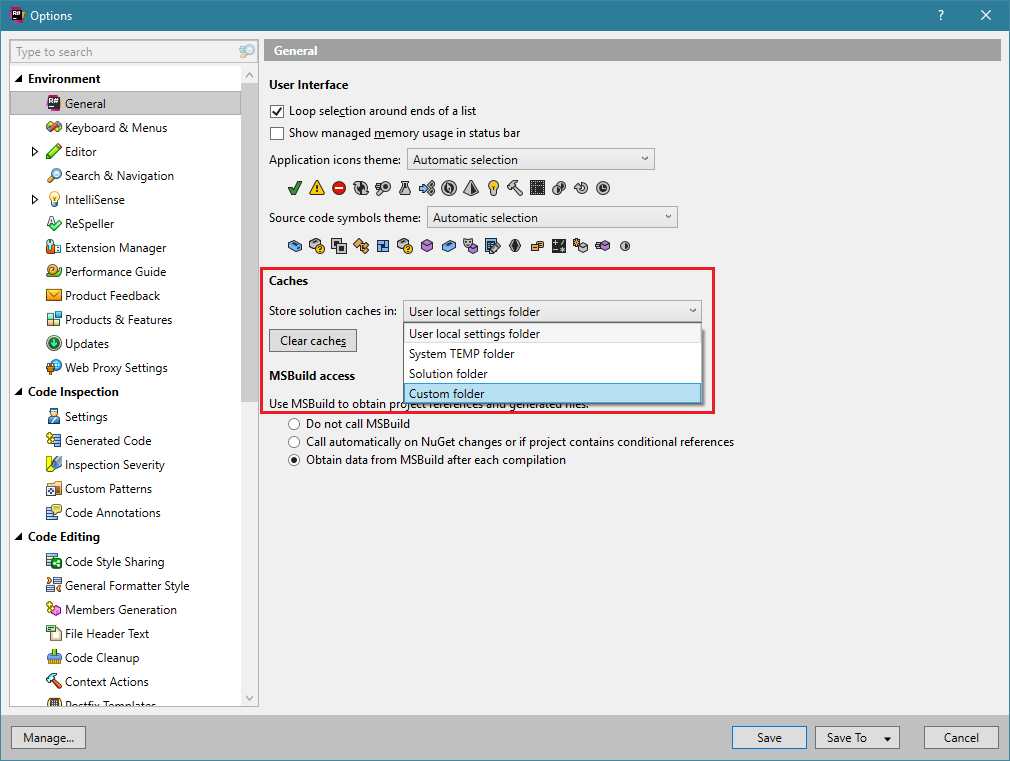 Options
?
Type to search
Environment
General
Keyboard & Menus
Editor
Search & Navigation
IntelliSense
ReSpeller
Extension Manager
Performance Guide
Product Feedback
Products & Features
Updates
Web Proxy Settings
Code Inspection
Settings
Generated Code
Inspection Severity
Custom Patterns
Code Annotations
Code Editing
Code Style Sharing
General Formatter Style
Members Generation
File Header Text
Code Cleanup
Context Actions
Postfix Templates
General
User Interface
Loop selection around ends of a list
Show managed memory usage in status bar
Application icons theme: Automatic selection
Source code symbols theme: Automatic selection
Caches
Store solution caches in: User local settings folder
User local settings folder
System TEMP folder
Solution folder
Custom folder
Clear caches
MSBuild access
Use MSBuild to obtain project references and generated files.
Do not call MSBuild
Call automatically on NuGet changes or if project contains conditional references
Obtain data from MSBuild after each compilation
Manage...
Save
Save To
Cancel